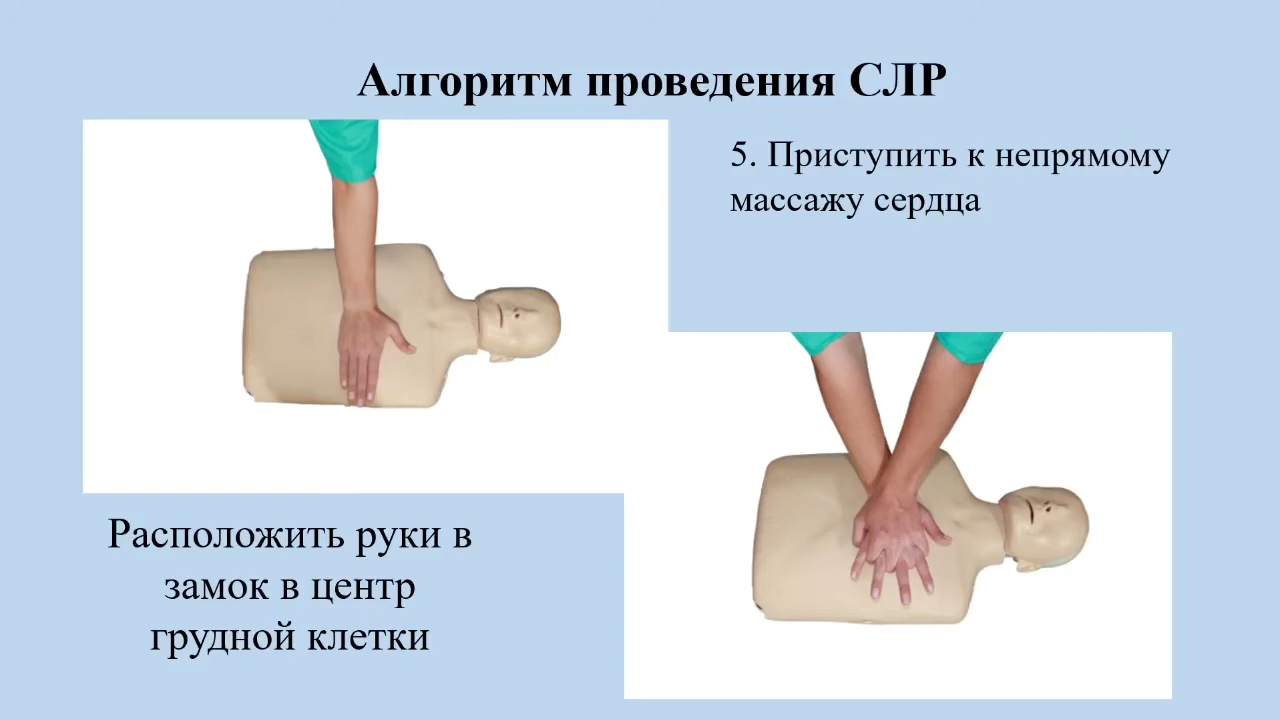 Алгоритм проведения СЛР
5. Приступить к непрямому
массажу сердца
Расположить руки в
замок в центр
грудной клетки